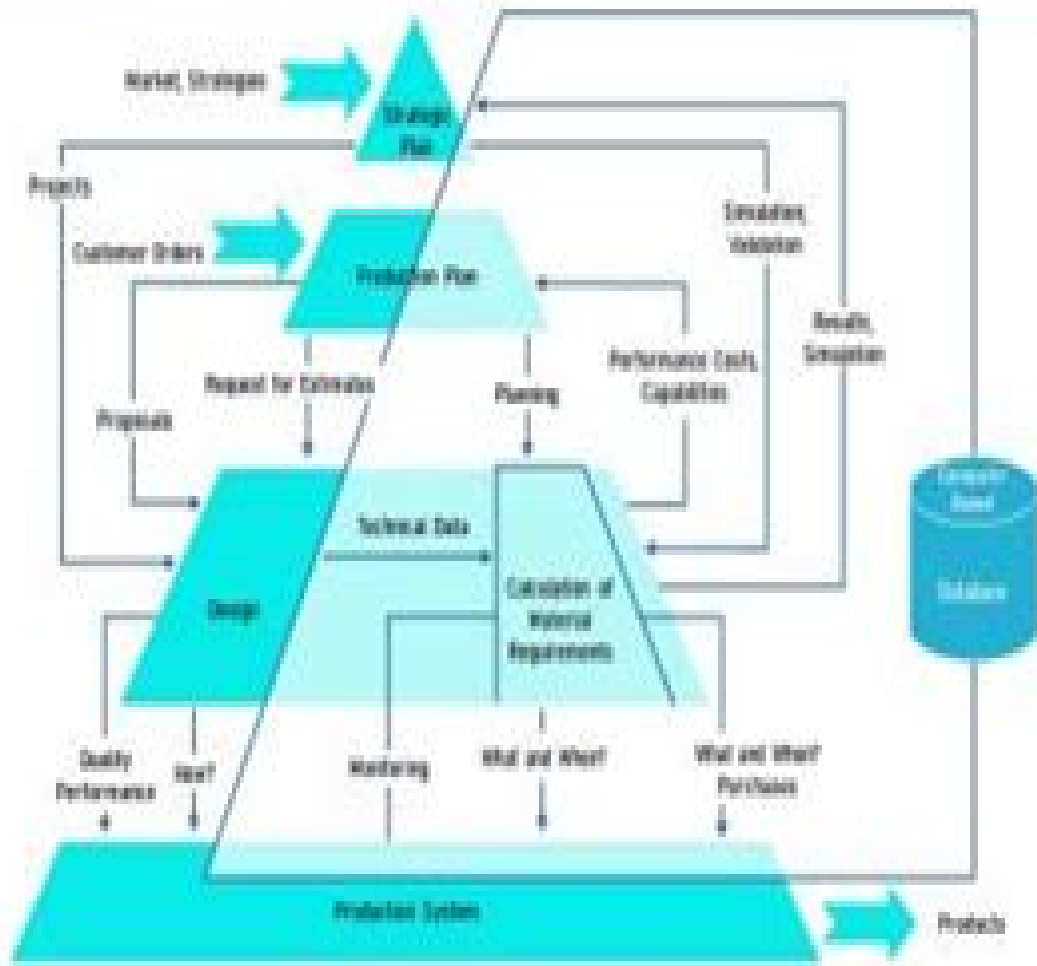 Market, Strategies
Strategic
Plan
Projects
Simulation,
Validation
Customer Orders
Production Plan
Results,
Simulation
Request for
Performance Costs,
Capabilities
Planning
Proposals
Technical Data
Database
Design
Calculation of
Material
Requirements
Quality
Performance
How?
Monitoring
What and When?
What and When?
Purchases
Production System
Products